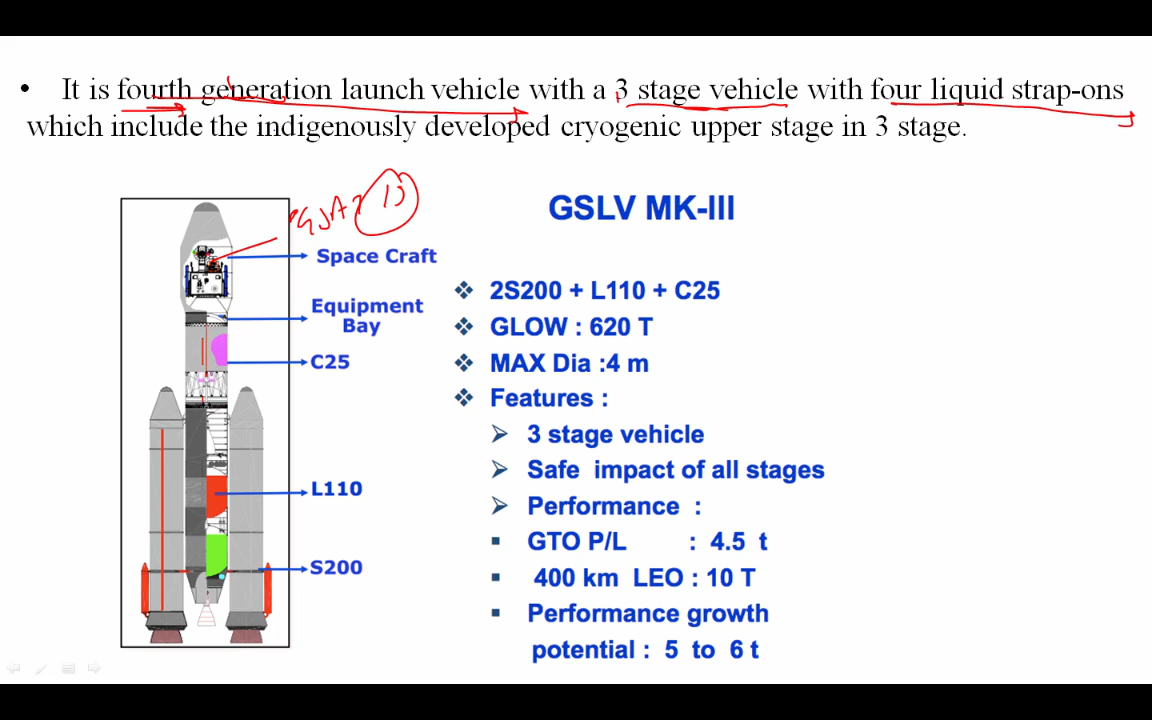 • It is fourth generation launch vehicle with a 3 stage vehicle with four liquid strap-ons
which include the indigenously developed cryogenic upper stage in 3 stage.
GSLV MK-III
Space Craft
Equipment
Bay
C25
L110
S200
❖ 2S200 + L110 + C25
❖ GLOW : 620 T
❖ MAX Dia :4 m
❖ Features :
➢ 3 stage vehicle
➢ Safe impact of all stages
➢ Performance :
▪ GTO P/L : 4.5 t
▪ 400 km LEO : 10 T
▪ Performance growth
potential : 5 to 6 t